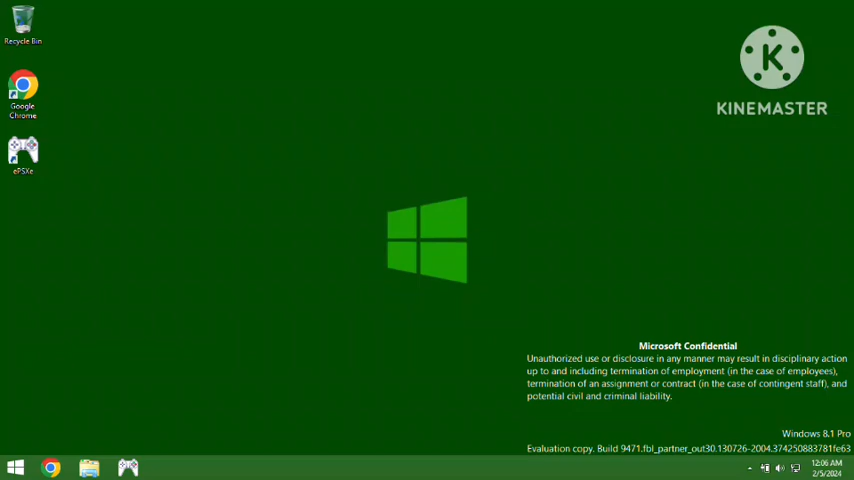 Recycle Bin
Google
Chrome
ePSXe
K
KINEMASTER
Microsoft Confidential
Unauthorized use or disclosure in any manner may result in disciplinary action
up to and including termination of employment (in the case of employees),
termination of an assignment or contract (in the case of contingent staff), and
potential civil and criminal liability.
Windows 8.1 Pro
Evaluation copy. Build 9471.fbl_partner_out30.130726-2004.374250883781fe63
12:06 AM
2/5/2024